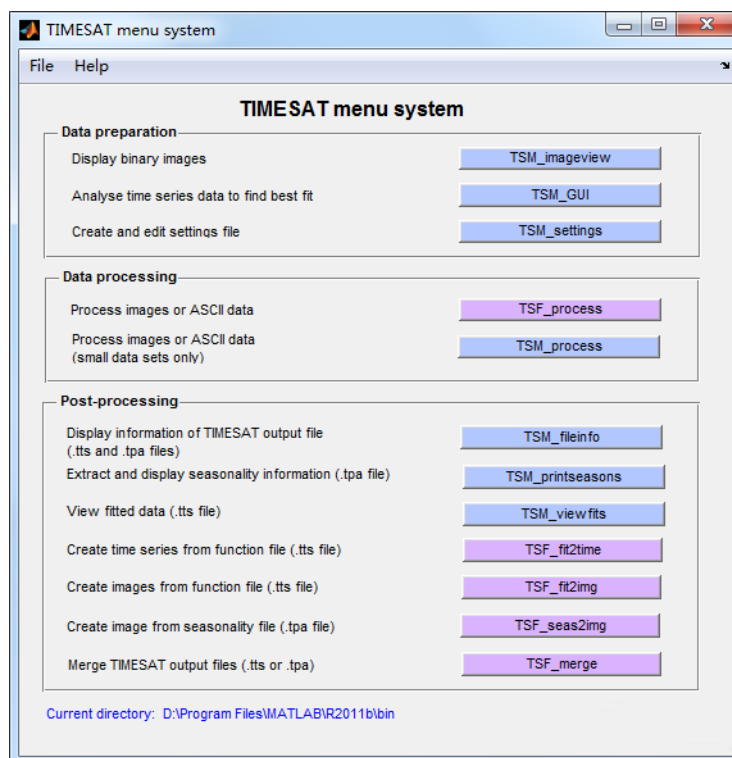 TIMESAT menu system
File Help
TIMESAT menu system
Data preparation
Display binary images TSM_imageview
Analyse time series data to find best fit TSM_GUI
Create and edit settings file TSM_settings
Data processing
Process images or ASCII data TSF_process
Process images or ASCII data
(small data sets only) TSM_process
Post-processing
Display information of TIMESAT output file
(.tts and .tpa files) TSM_fileinfo
Extract and display seasonality information (.tpa file) TSM_printseasons
View fitted data (.tts file) TSM_viewfits
Create time series from function file (.tts file) TSF_fit2time
Create images from function file (.tts file) TSF_fit2img
Create image from seasonality file (.tpa file) TSF_seas2img
Merge TIMESAT output files (.tts or .tpa) TSF_merge
Current directory: D:\Program Files\MATLAB\R2011b\bin